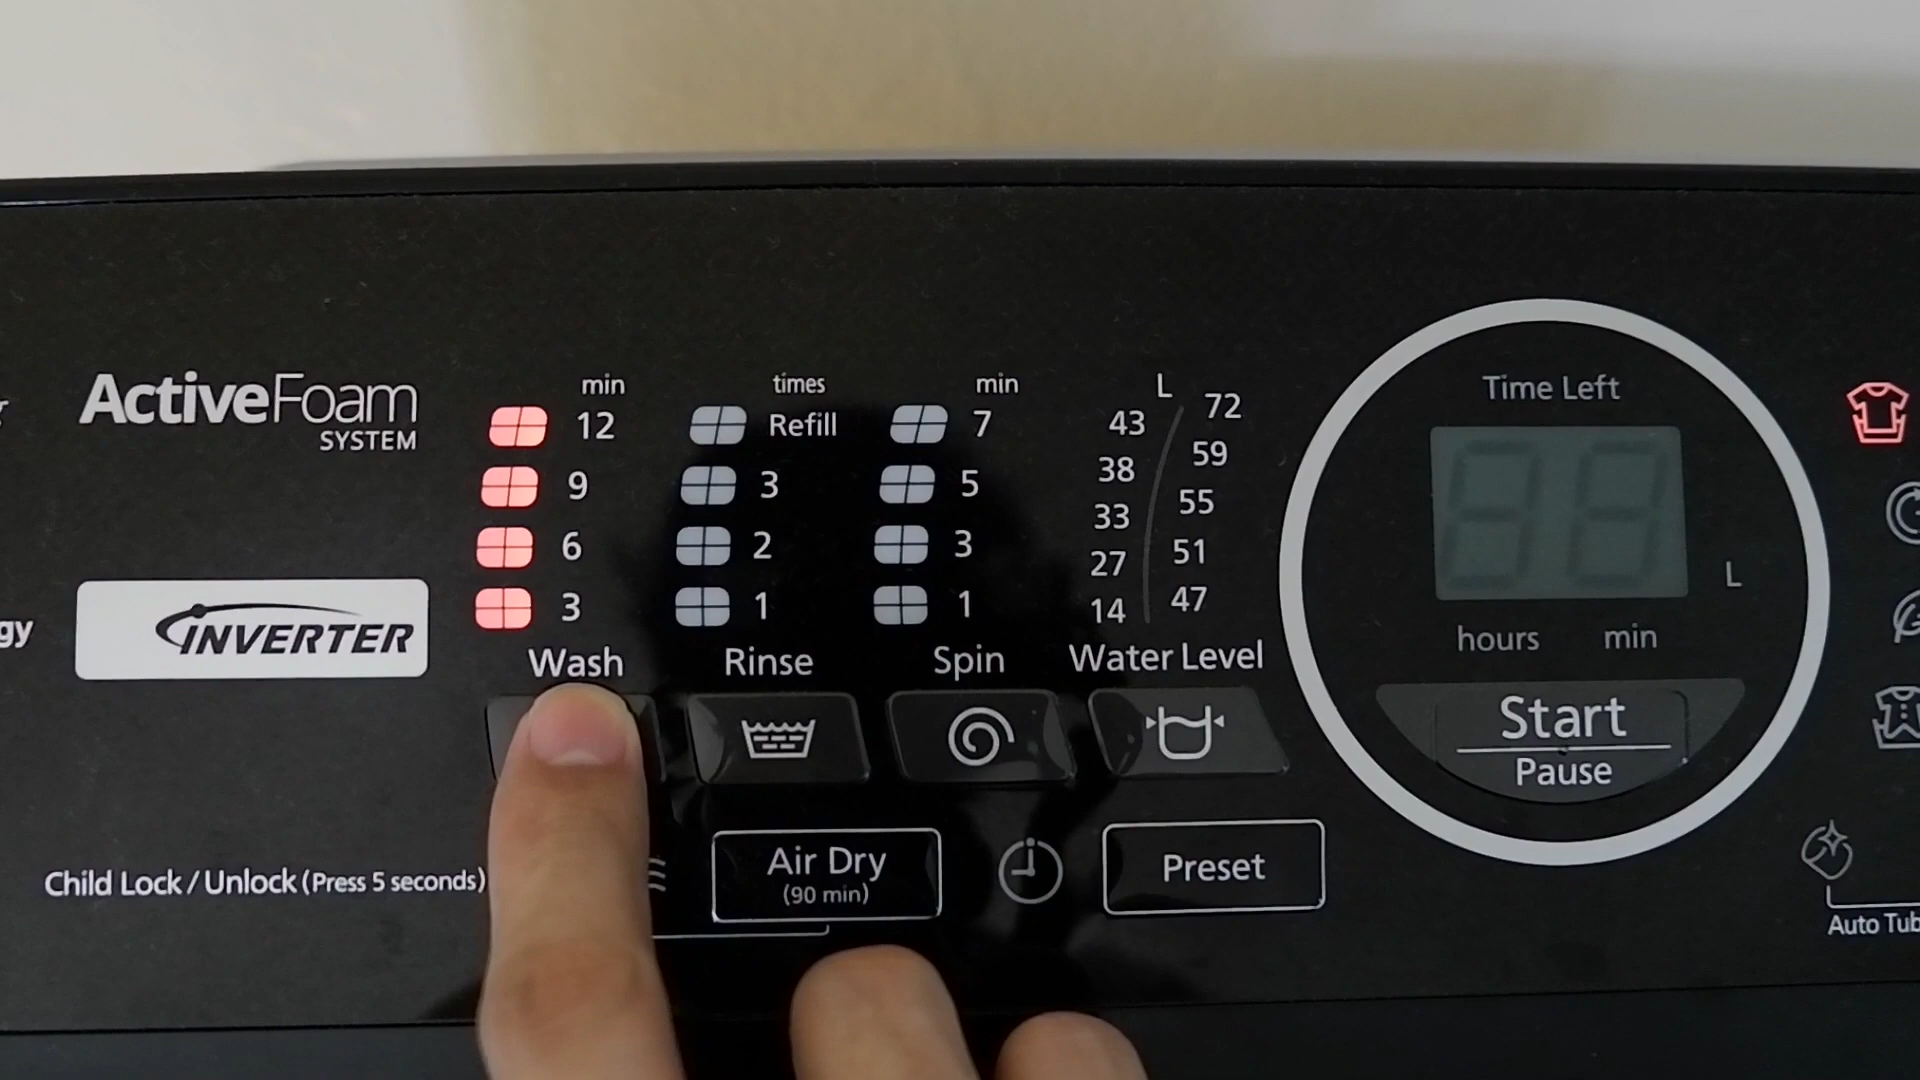 ActiveFoam
SYSTEM
INVERTER
gy
Child Lock / Unlock (Press 5 seconds)
min
12
9
6
3
Wash
times
Refill
3
2
1
Rinse
min
7
5
3
1
Spin
L
43 72
38 59
33 55
27 51
14 47
Water Level
Air Dry
(90 min)
Preset
Time Left
L
hours min
Start
Pause
Auto Tub